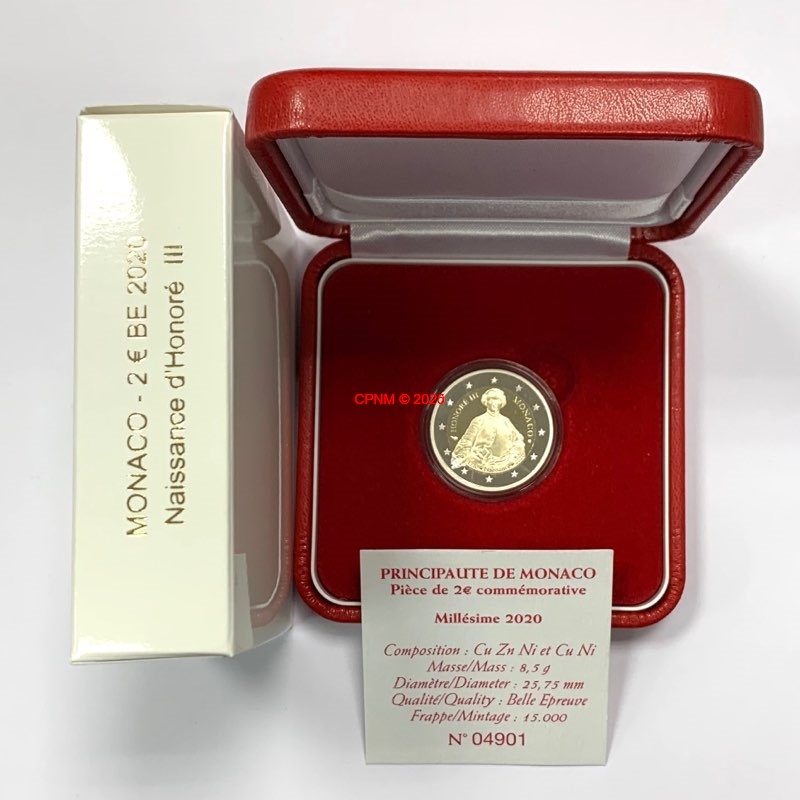 MONACO - 2 € BE 2020
Naissance d'Honoré III
HONORÉ III MONACO
PRINCIPAUTE DE MONACO
Pièce de 2€ commémorative
Millésime 2020
Composition : Cu Zn Ni et Cu Ni
Masse/Mass : 8,5 g
Diamètre/Diameter : 25,75 mm
Qualité/Quality : Belle Epreuve
Frappe/Mintage : 15.000
N° 04901
CPNM ©